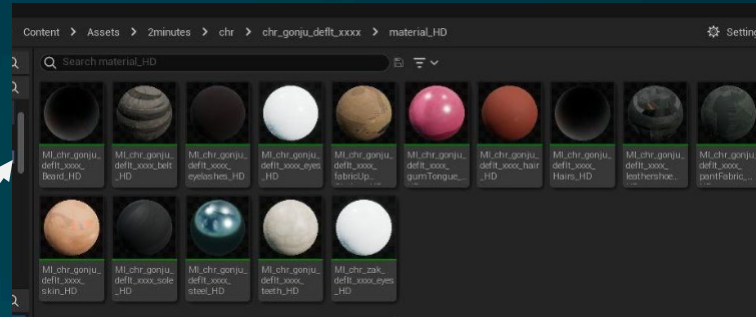 Content > Assets > 2minutes > chr > chr_gonju_deflt_xxxx > material_HD
Setting
Search material_HD
MI_chr_gonju_
deflt_xxxx_
Beard_HD
MI_chr_gonju_
deflt_xxxx_belt
_HD
MI_chr_gonju_
deflt_xxxx_
eyelashes_HD
MI_chr_gonju_
deflt_xxxx_eyes
_HD
MI_chr_gonju_
deflt_xxxx_
fabricUp...
MI_chr_gonju_
deflt_xxxx_
gumTongue_...
MI_chr_gonju_
deflt_xxxx_hair
_HD
MI_chr_gonju_
deflt_xxxx_
Hairs_HD
MI_chr_gonju_
deflt_xxxx_
leathershoe...
MI_chr_gonju_
deflt_xxxx_
pantFabric_...
MI_chr_gonju_
deflt_xxxx_
skin_HD
MI_chr_gonju_
deflt_xxxx_sole
_HD
MI_chr_gonju_
deflt_xxxx_
steel_HD
MI_chr_gonju_
deflt_xxxx_
teeth_HD
MI_chr_zak_
deflt_xxxx_eyes
_HD